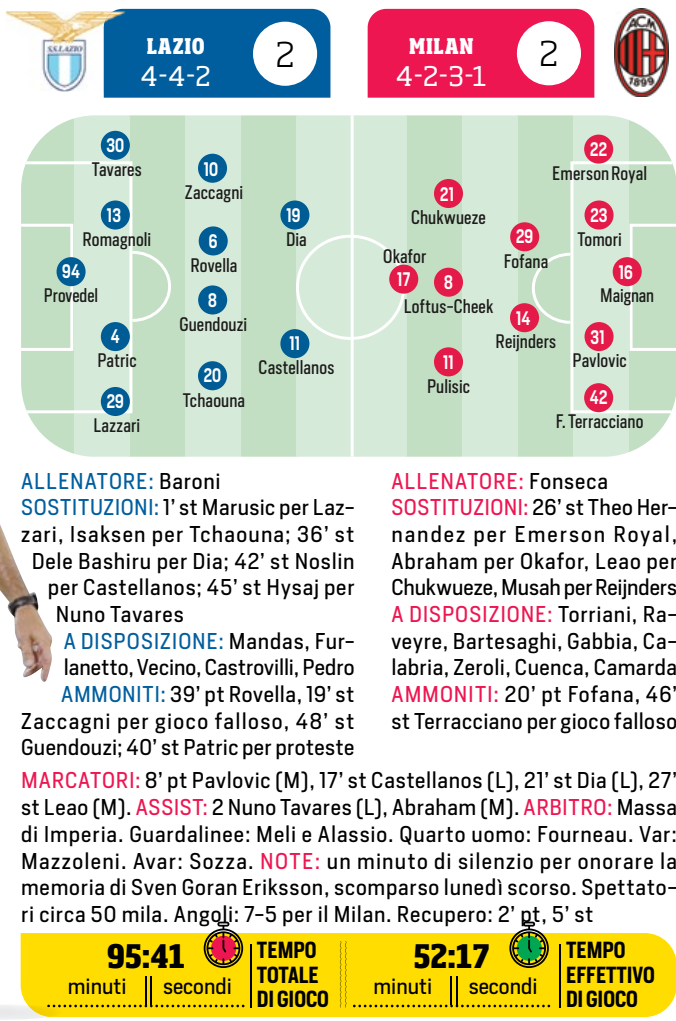 S.S.LAZIO
LAZIO
4-4-2
2
MILAN
4-2-3-1
2
ACM
1899
30
Tavares
10
Zaccagni
13
Romagnoli
19
Dia
6
Rovella
94
Provedel
8
Guendouzi
4
Patric
11
Castellanos
20
Tchaouna
29
Lazzari
22
Emerson Royal
21
Chukwueze
23
Tomori
29
Fofana
Okafor
17
8
Loftus-Cheek
16
Maignan
14
Reijnders
31
Pavlovic
11
Pulisic
42
F. Terracciano
ALLENATORE: Baroni
SOSTITUZIONI: 1’ st Marusic per Laz-
zari, Isaksen per Tchaouna; 36’ st
Dele Bashiru per Dia; 42’ st Noslin
per Castellanos; 45’ st Hysaj per
Nuno Tavares
A DISPOSIZIONE: Mandas, Fur-
lanetto, Vecino, Castrovilli, Pedro
AMMONITI: 39’ pt Rovella, 19’ st
Zaccagni per gioco falloso, 48’ st
Guendouzi; 40’ st Patric per proteste
ALLENATORE: Fonseca
SOSTITUZIONI: 26’ st Theo Her-
nandez per Emerson Royal,
Abraham per Okafor, Leao per
Chukwueze, Musah per Reijnders
A DISPOSIZIONE: Torriani, Ra-
veyre, Bartesaghi, Gabbia, Ca-
labria, Zeroli, Cuenca, Camarda
AMMONITI: 20’ pt Fofana, 46’
st Terracciano per gioco falloso
MARCATORI: 8’ pt Pavlovic (M), 17’ st Castellanos (L), 21’ st Dia (L), 27’
st Leao (M). ASSIST: 2 Nuno Tavares (L), Abraham (M). ARBITRO: Massa
di Imperia. Guardalinee: Meli e Alassio. Quarto uomo: Fourneau. Var:
Mazzoleni. Avar: Sozza. NOTE: un minuto di silenzio per onorare la
memoria di Sven Goran Eriksson, scomparso lunedì scorso. Spettato-
ri circa 50 mila. Angoli: 7-5 per il Milan. Recupero: 2’ pt, 5’ st
95:41
minuti
secondi
TEMPO
TOTALE
DI GIOCO
52:17
minuti
secondi
TEMPO
EFFETTIVO
DI GIOCO